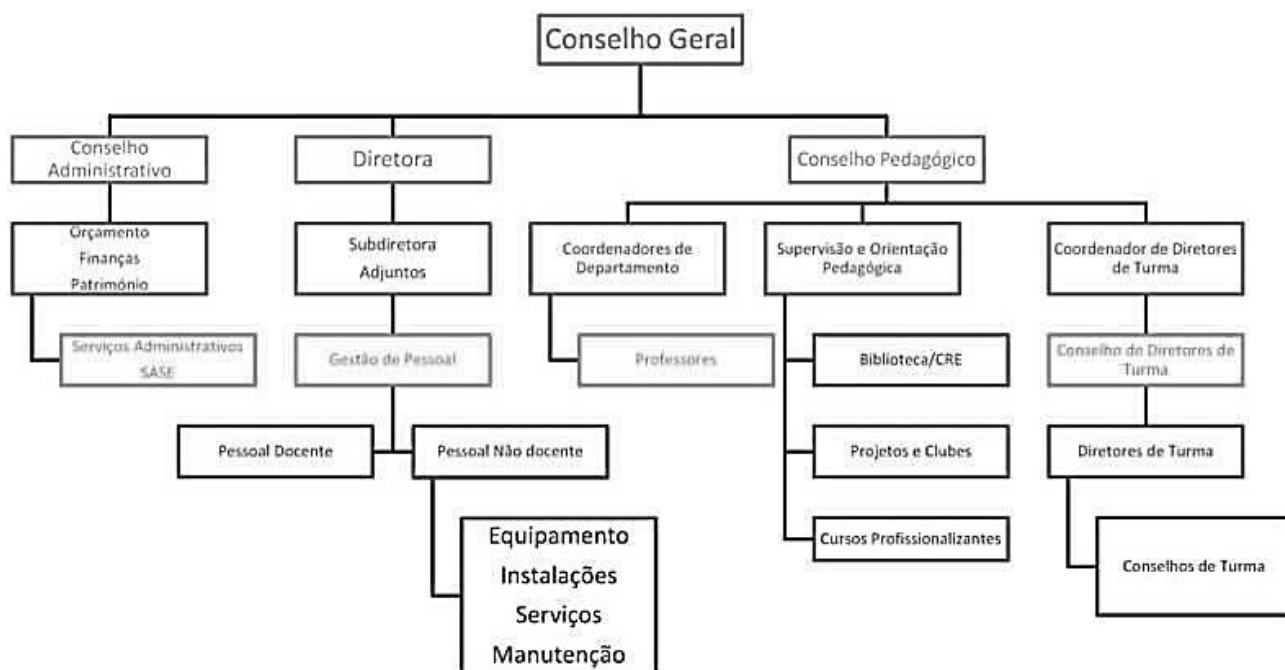 Conselho Geral
Conselho
Administrativo
Diretora
Conselho Pedagógico
Orçamento
Finanças
Património
Subdiretora
Adjuntos
Coordenadores de
Departamento
Supervisão e Orientação
Pedagógica
Coordenador de Diretores
de Turma
Serviços Administrativos
SASE
Gestão de Pessoal
Professores
Biblioteca/CRE
Conselho de Diretores de
Turma
Pessoal Docente
Pessoal Não docente
Projetos e Clubes
Diretores de Turma
Equipamento
Instalações
Serviços
Manutenção
Cursos Profissionalizantes
Conselhos de Turma